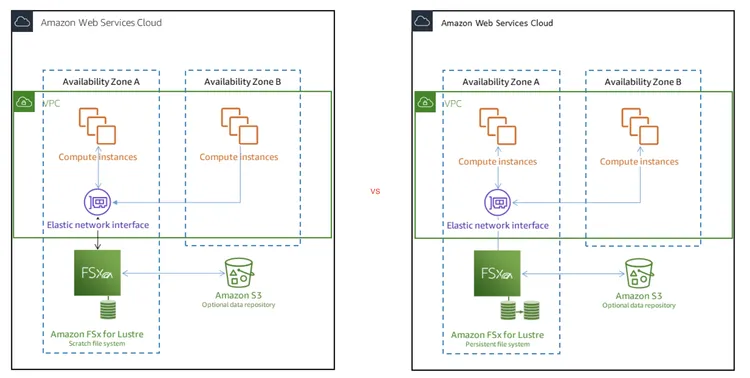 Amazon Web Services Cloud
Availability Zone A
Availability Zone B
VPC
Compute instances
Compute instances
Elastic network interface
FSx
Amazon S3
Optional data repository
Amazon FSx for Lustre
Scratch file system
vs
Amazon Web Services Cloud
Availability Zone A
Availability Zone B
VPC
Compute instances
Compute instances
Elastic network interface
FSx
Amazon S3
Optional data repository
Amazon FSx for Lustre
Persistent file system